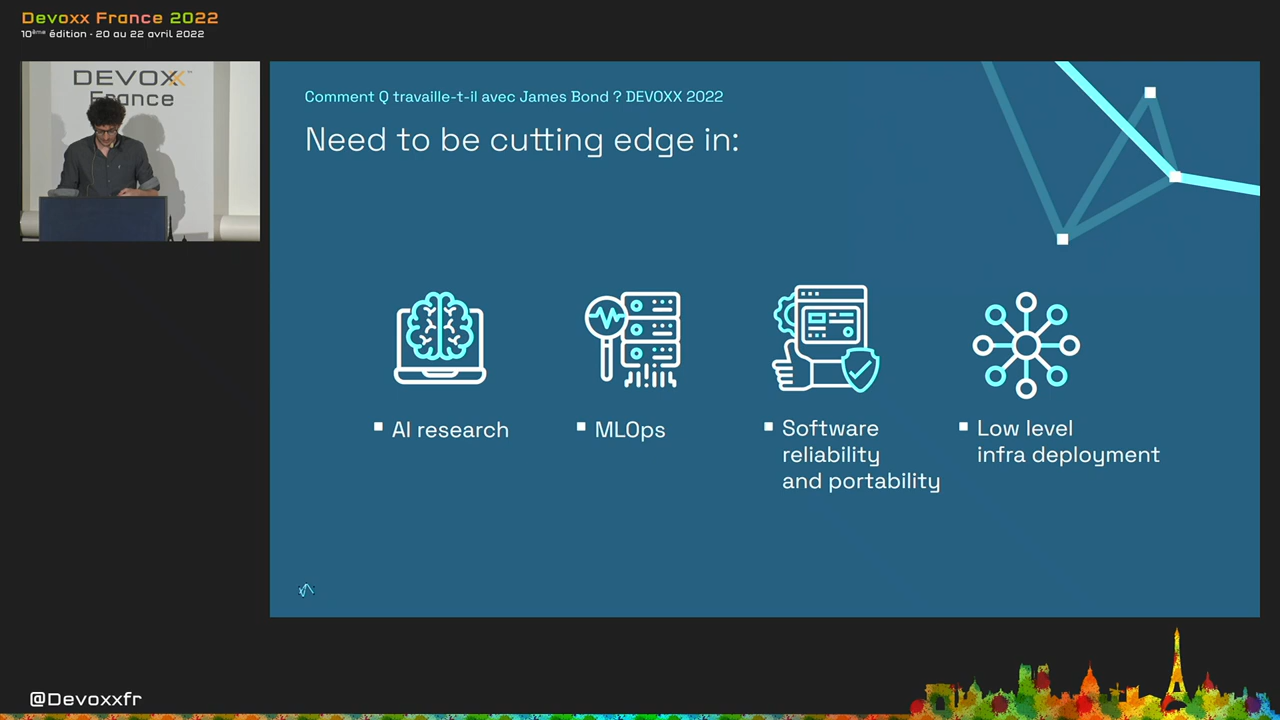 Devoxx France 2022
10ème édition - 20 au 22 avril 2022
DEVOXX™
France
Comment Q travaille-t-il avec James Bond ? DEVOXX 2022
Need to be cutting edge in:
AI research
MLOps
Software
reliability
and portability
Low level
infra deployment
@Devoxxfr